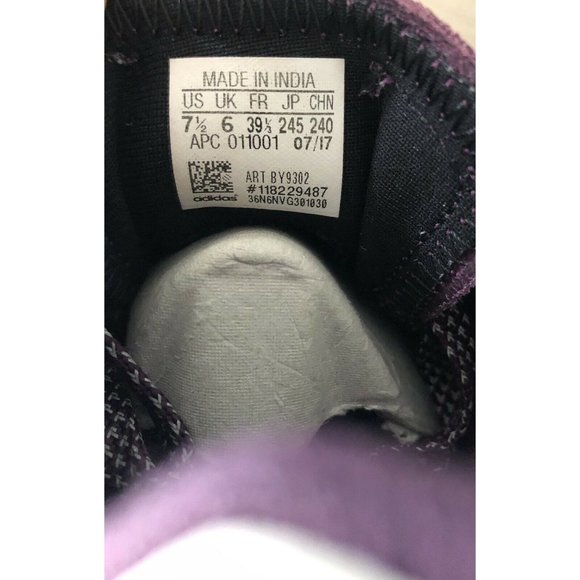 MADE IN INDIA
US UK FR JP CHN
7½ 6 39⅓ 245 240
APC 011001 07/17
ART BY9302
#118229487
adidas 36N6NVG301030